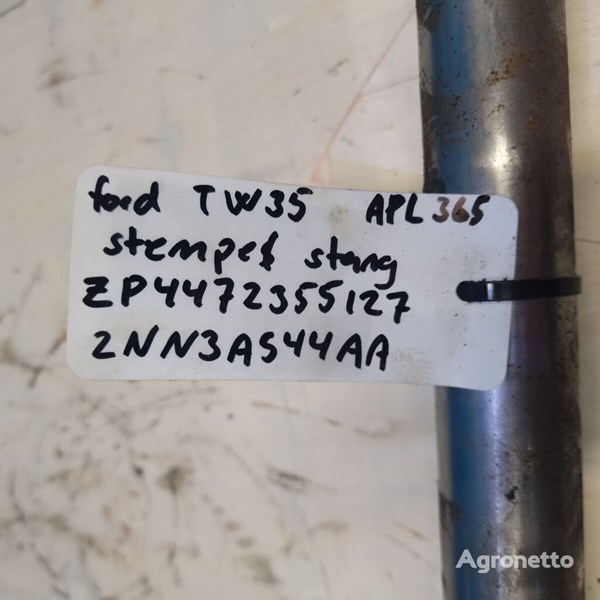 ford TW35 APL 365
stempel stang
ZP4472355127
2NN3A544AA
Agronetto